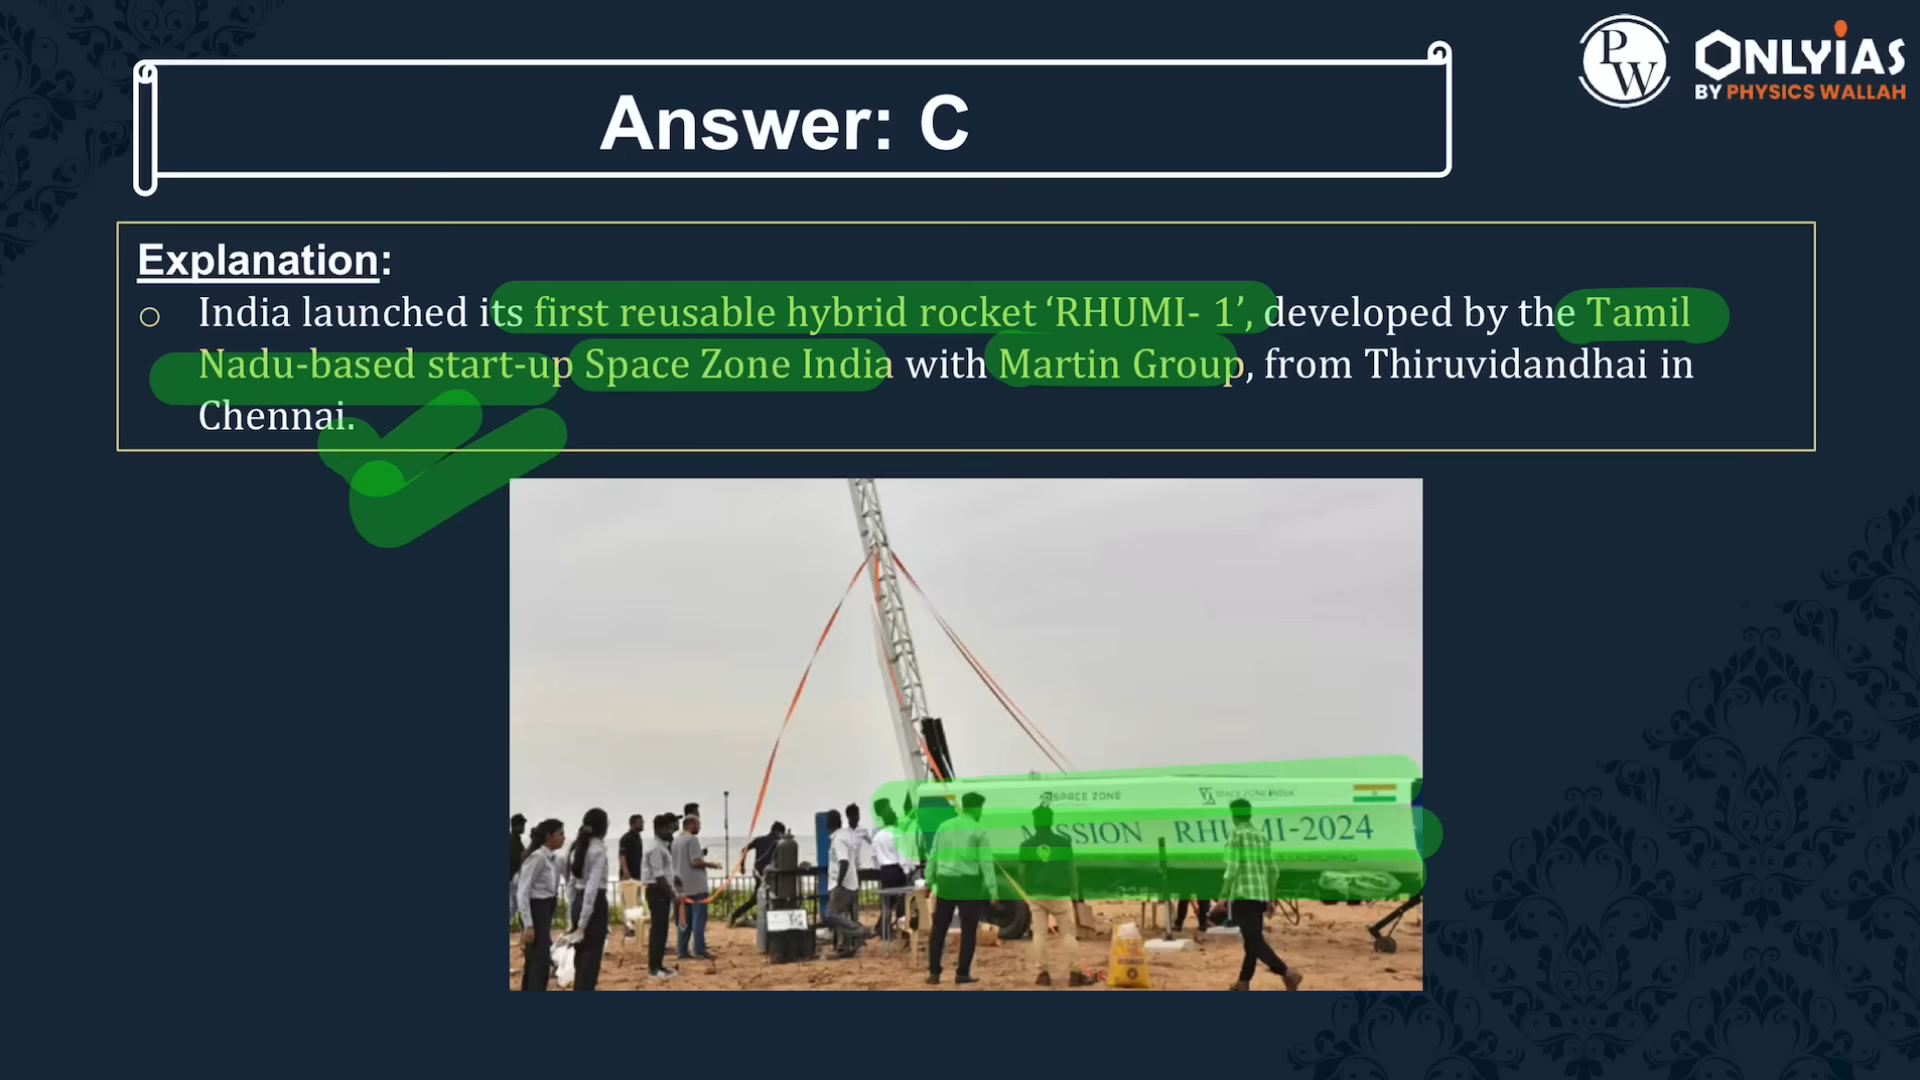 PW
ONLYIAS
BY PHYSICS WALLAH
Answer: C
Explanation:
India launched its first reusable hybrid rocket ‘RHUMI- 1’, developed by the Tamil
Nadu-based start-up Space Zone India with Martin Group, from Thiruvidandhai in
Chennai.
SPACE ZONE
SPACE ZONE INDIA
MISSION RHUMI-2024